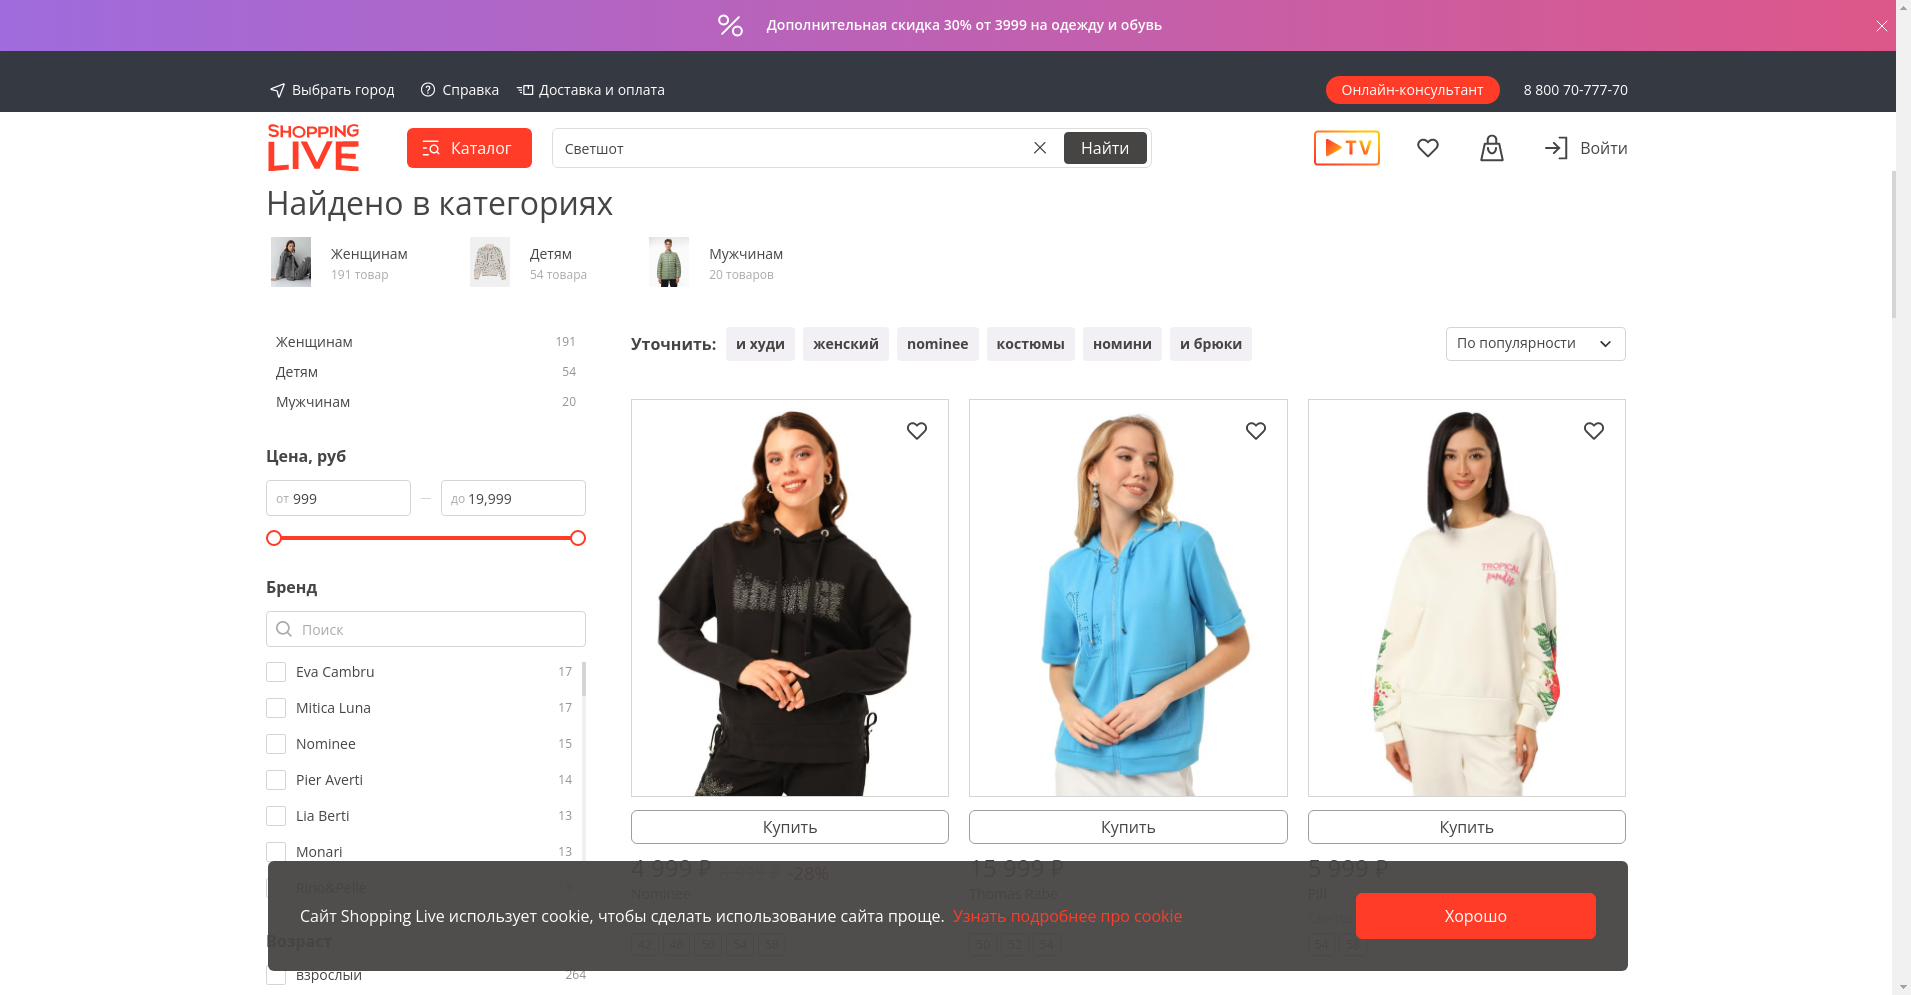 Дополнительная скидка 30% от 3999 на одежду и обувь
Выбрать город
Справка
Доставка и оплата
Онлайн-консультант
8 800 70-777-70
SHOPPING
LIVE
Каталог
Светшот
Найти
TV
Войти
Найдено в категориях
Женщинам
191 товар
Детям
54 товара
Мужчинам
20 товаров
Женщинам 191
Детям 54
Мужчинам 20
Цена, руб
от 999 — до 19,999
Бренд
Поиск
Eva Cambru 17
Mitica Luna 17
Nominee 15
Pier Averti 14
Lia Berti 13
Monari 13
Rino&Pelle
Возраст
взрослый 264
Уточнить: и худи женский nominee костюмы номини и брюки
По популярности
TROPICAL
paradise
Купить
Купить
Купить
4 999 ₽ -28%
Nominee
42 48 50 54 58
15 999 ₽
Thomas Rabe
50 52 54
5 999 ₽
Pill
54
Сайт Shopping Live использует cookie, чтобы сделать использование сайта проще. Узнать подробнее про cookie
Хорошо